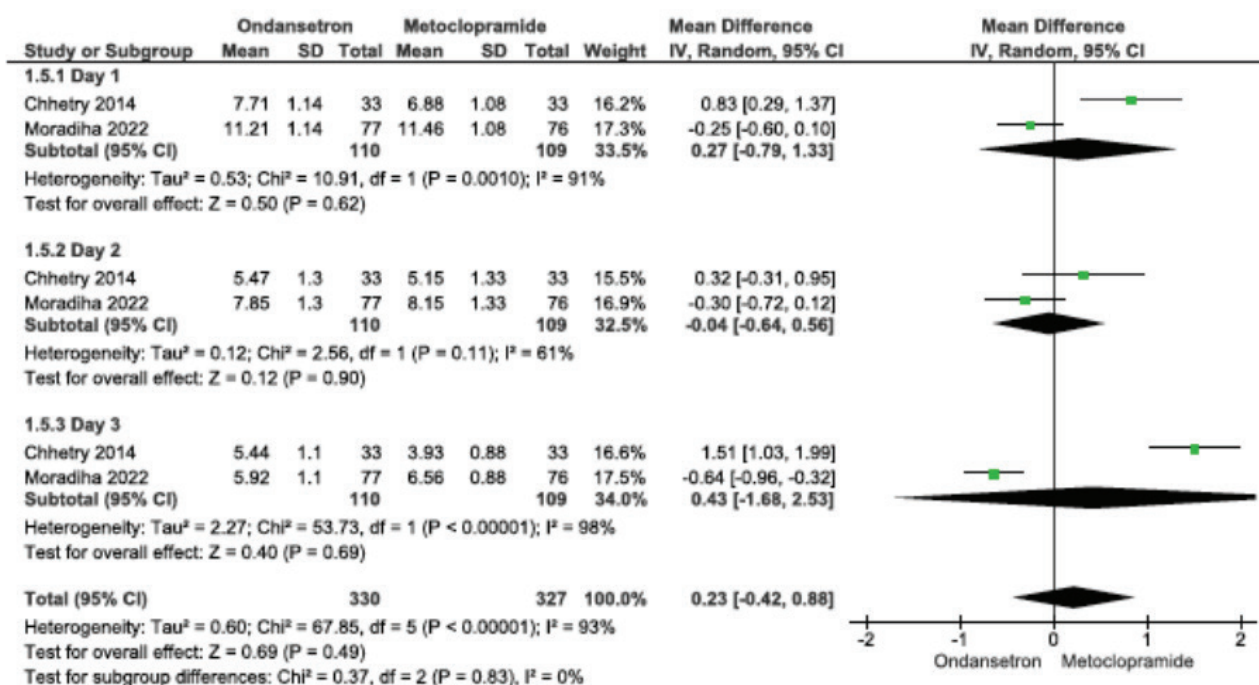 Ondansetron Metoclopramide Mean Difference Mean Difference
Study or Subgroup Mean SD Total Mean SD Total Weight IV, Random, 95% CI IV, Random, 95% CI
1.5.1 Day 1
Chhetry 2014 7.71 1.14 33 6.88 1.08 33 16.2% 0.83 [0.29, 1.37]
Moradiha 2022 11.21 1.14 77 11.46 1.08 76 17.3% -0.25 [-0.60, 0.10]
Subtotal (95% CI) 110 109 33.5% 0.27 [-0.79, 1.33]
Heterogeneity: Tau² = 0.53; Chi² = 10.91, df = 1 (P = 0.0010); I² = 91%
Test for overall effect: Z = 0.50 (P = 0.62)
1.5.2 Day 2
Chhetry 2014 5.47 1.3 33 5.15 1.33 33 15.5% 0.32 [-0.31, 0.95]
Moradiha 2022 7.85 1.3 77 8.15 1.33 76 16.9% -0.30 [-0.72, 0.12]
Subtotal (95% CI) 110 109 32.5% -0.04 [-0.64, 0.56]
Heterogeneity: Tau² = 0.12; Chi² = 2.56, df = 1 (P = 0.11); I² = 61%
Test for overall effect: Z = 0.12 (P = 0.90)
1.5.3 Day 3
Chhetry 2014 5.44 1.1 33 3.93 0.88 33 16.6% 1.51 [1.03, 1.99]
Moradiha 2022 5.92 1.1 77 6.56 0.88 76 17.5% -0.64 [-0.96, -0.32]
Subtotal (95% CI) 110 109 34.0% 0.43 [-1.68, 2.53]
Heterogeneity: Tau² = 2.27; Chi² = 53.73, df = 1 (P < 0.00001); I² = 98%
Test for overall effect: Z = 0.40 (P = 0.69)
Total (95% CI) 330 327 100.0% 0.23 [-0.42, 0.88]
Heterogeneity: Tau² = 0.60; Chi² = 67.85, df = 5 (P < 0.00001); I² = 93%
Test for overall effect: Z = 0.69 (P = 0.49)
Test for subgroup differences: Chi² = 0.37, df = 2 (P = 0.83), I² = 0%
-2 -1 0 1 2
Ondansetron Metoclopramide